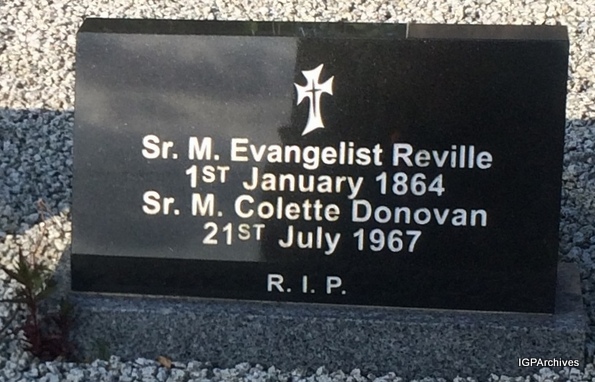 Sr. M. Evangelist Reville
1ST January 1864
Sr. M. Colette Donovan
21ST July 1967
R. I. P.
IGPArchives